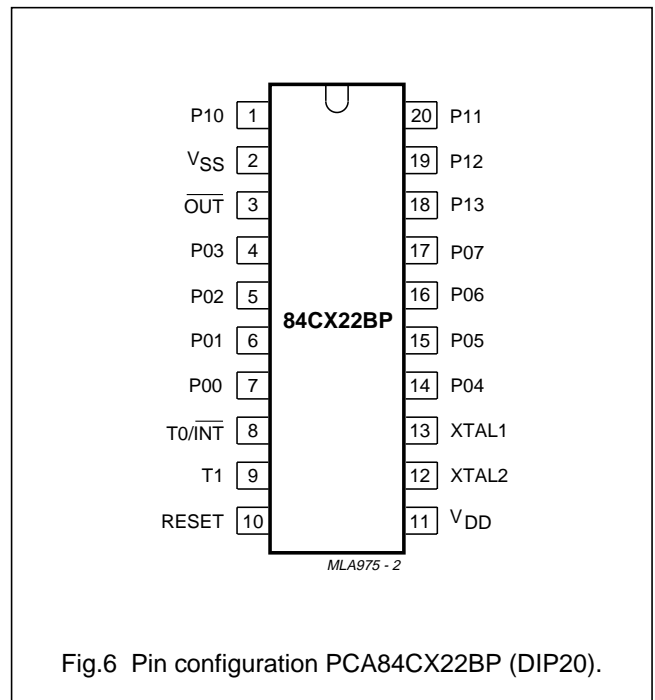 P10 1 20 P11
VSS 2 19 P12
O̅U̅T̅ 3 18 P13
P03 4 17 P07
P02 5 16 P06
84CX22BP
P01 6 15 P05
P00 7 14 P04
T0/I̅N̅T̅ 8 13 XTAL1
T1 9 12 XTAL2
RESET 10 11 VDD
MLA975 - 2
Fig.6 Pin configuration PCA84CX22BP (DIP20).